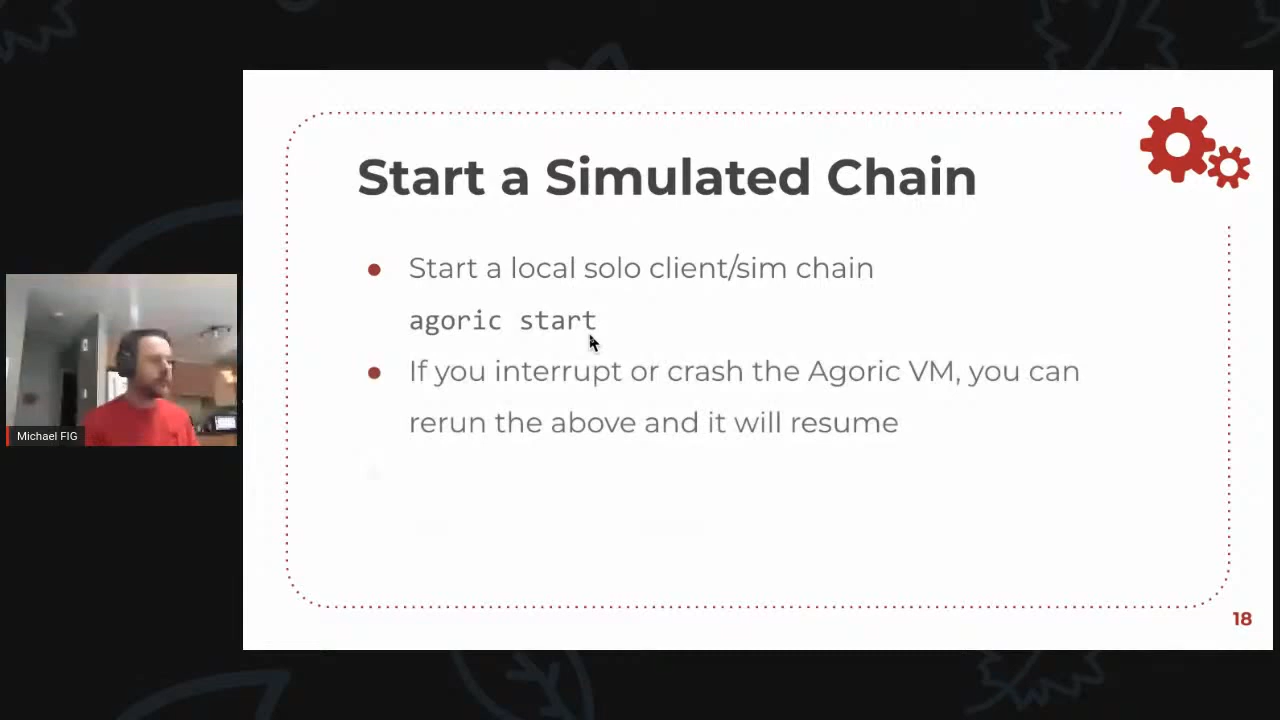 Start a Simulated Chain
● Start a local solo client/sim chain
agoric start
● If you interrupt or crash the Agoric VM, you can
rerun the above and it will resume
Michael FIG
18